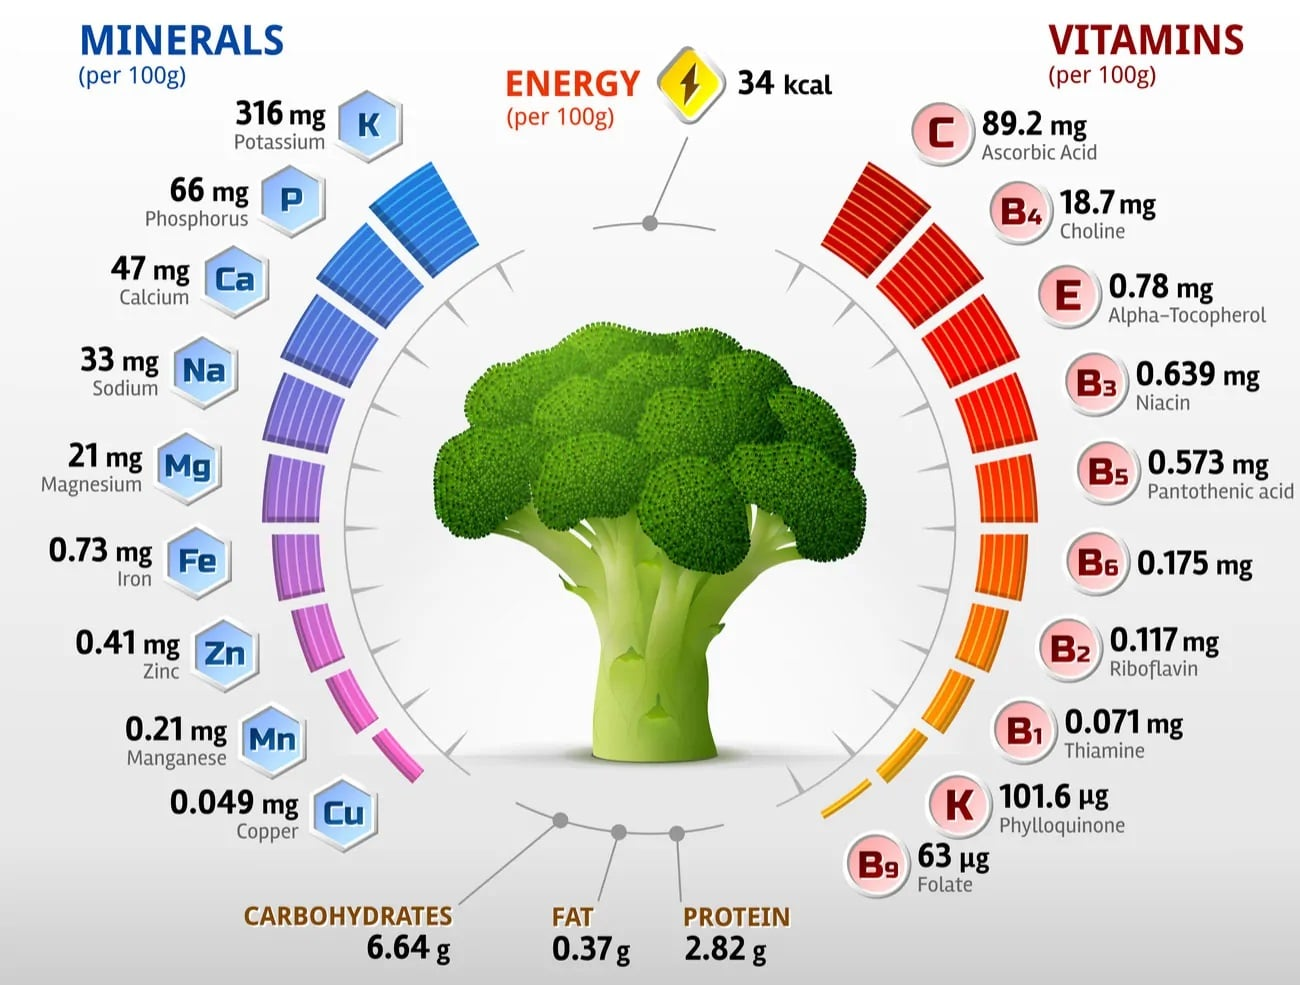 MINERALS
(per 100g)
316 mg
Potassium
K
66 mg
Phosphorus
P
47 mg
Calcium
Ca
33 mg
Sodium
Na
21 mg
Magnesium
Mg
0.73 mg
Iron
Fe
0.41 mg
Zinc
Zn
0.21 mg
Manganese
Mn
0.049 mg
Copper
Cu
ENERGY
(per 100g)
34 kcal
VITAMINS
(per 100g)
C
89.2 mg
Ascorbic Acid
B4
18.7 mg
Choline
E
0.78 mg
Alpha-Tocopherol
B3
0.639 mg
Niacin
B5
0.573 mg
Pantothenic acid
B6
0.175 mg
B2
0.117 mg
Riboflavin
B1
0.071 mg
Thiamine
K
101.6 µg
Phylloquinone
B9
63 µg
Folate
CARBOHYDRATES
6.64 g
FAT
0.37 g
PROTEIN
2.82 g